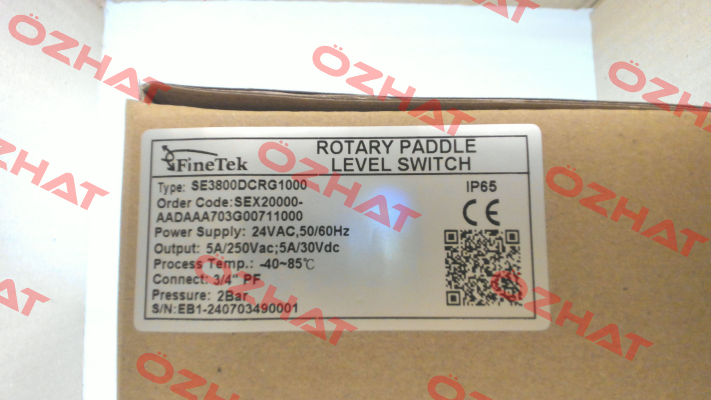 FineTek
ROTARY PADDLE
LEVEL SWITCH
Type: SE3800DCRG1000
IP65
Order Code:SEX20000-
AADAAA703G00711000
CE
Power Supply: 24VAC,50/60Hz
Output: 5A/250Vac;5A/30Vdc
Process Temp.: -40~85℃
Connect: 3/4" PF
Pressure: 2Bar
S/N:EB1-240703490001
ÖZHAT
ÖZHAT
ÖZHAT
ÖZHAT
ÖZHAT
ÖZHAT
ÖZHAT
ÖZHAT
ÖZHAT